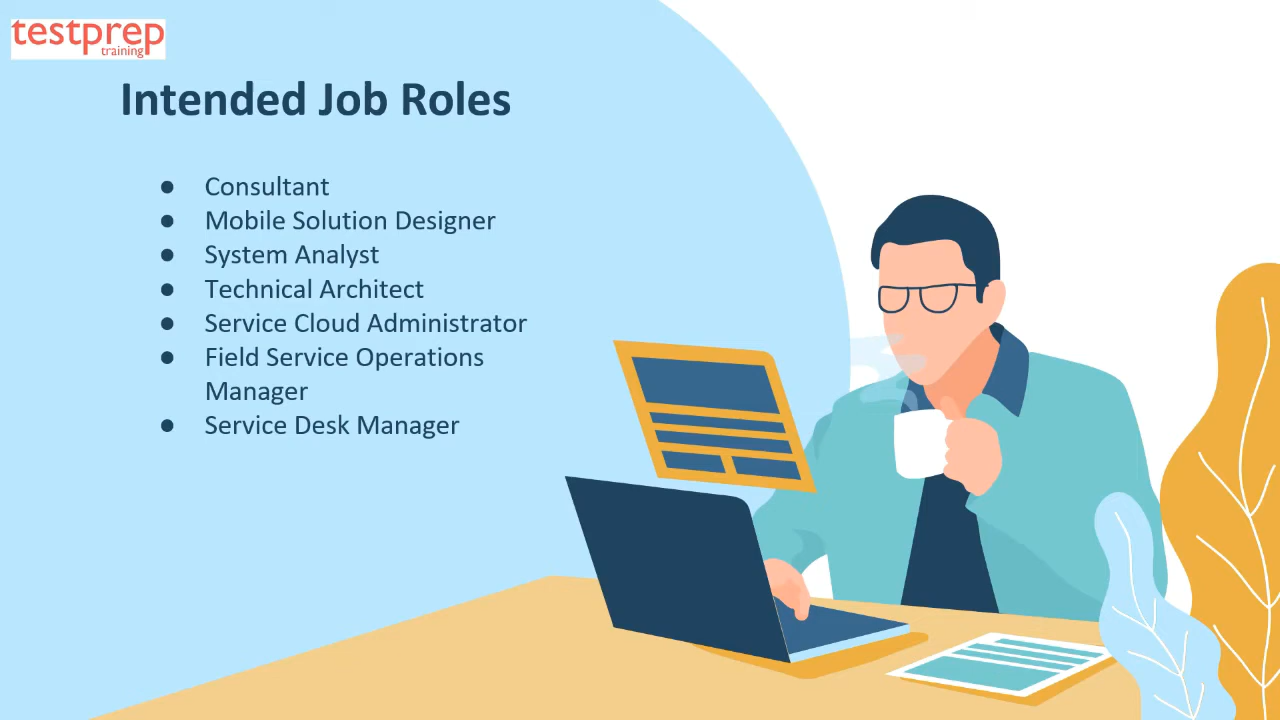 testprep
training
Intended Job Roles
● Consultant
● Mobile Solution Designer
● System Analyst
● Technical Architect
● Service Cloud Administrator
● Field Service Operations
Manager
● Service Desk Manager